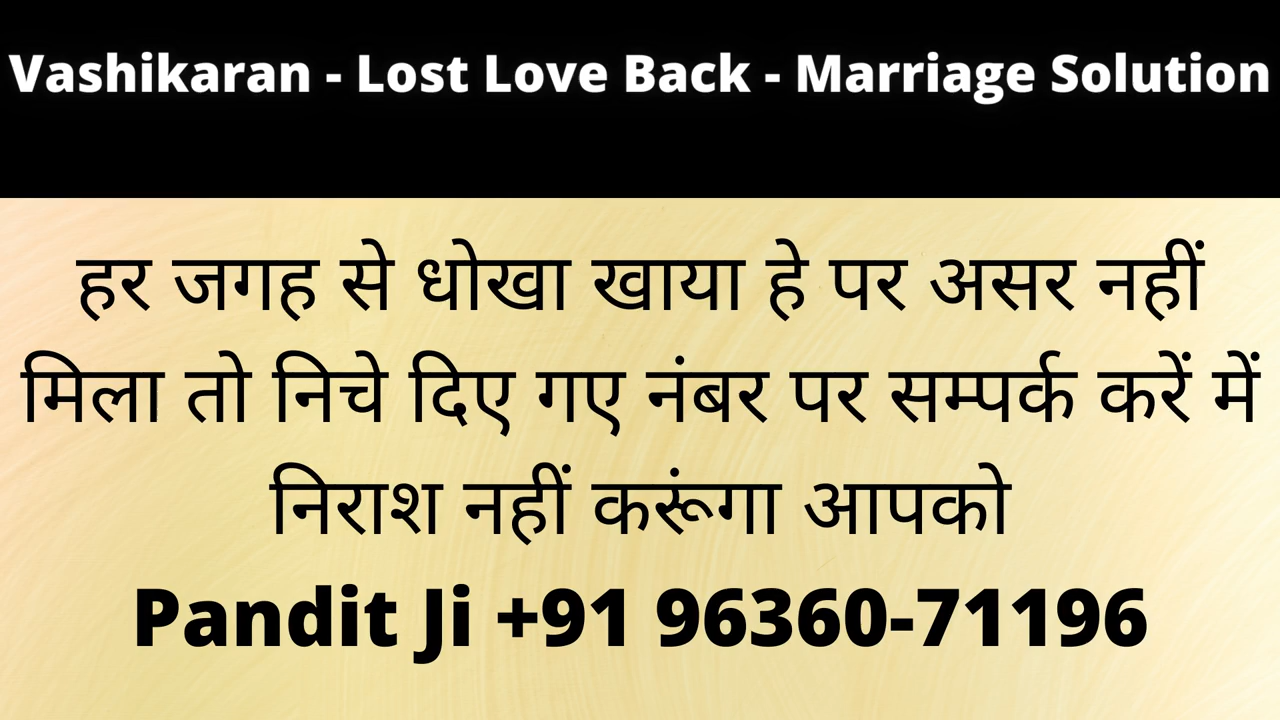 Vashikaran - Lost Love Back - Marriage Solution
हर जगह से धोखा खाया हे पर असर नहीं
मिला तो निचे दिए गए नंबर पर सम्पर्क करें में
निराश नहीं करूंगा आपको
Pandit Ji +91 96360-71196